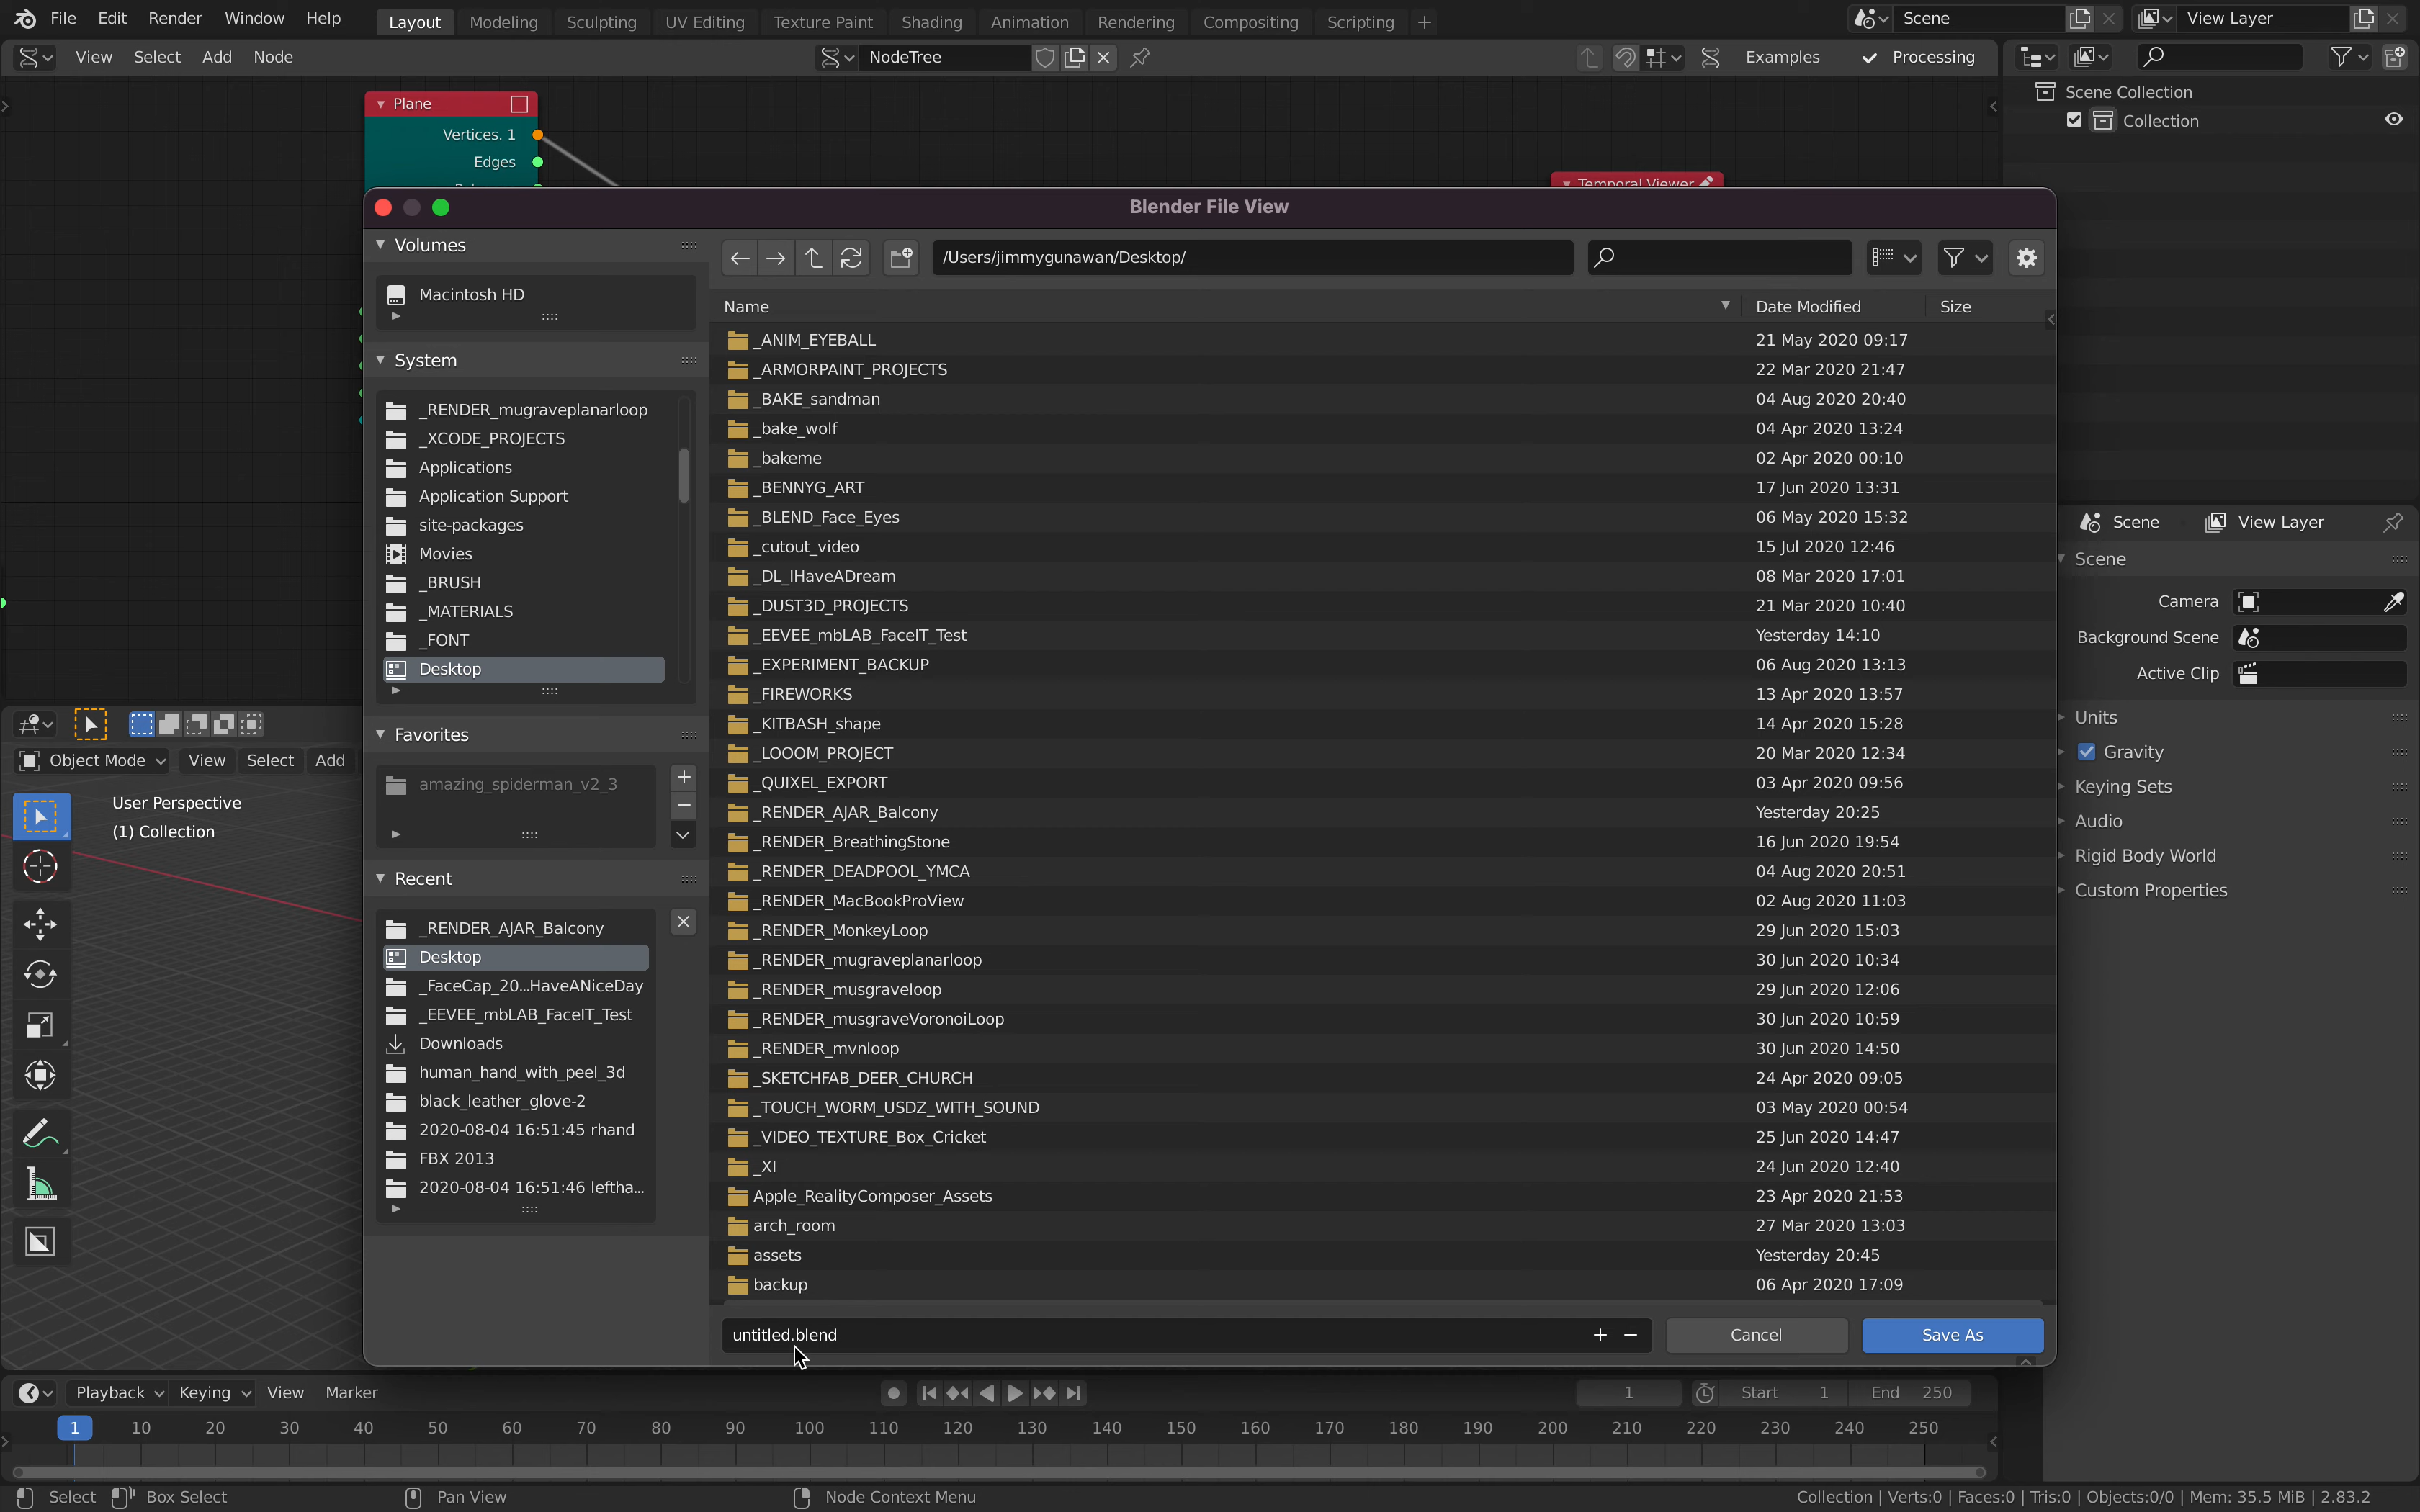 File Edit Render Window Help Layout Modeling Sculpting UV Editing Texture Paint Shading Animation Rendering Compositing Scripting + Scene View Layer
View Select Add Node NodeTree Examples Processing
Scene Collection
Collection
Plane
Vertices. 1
Edges
Temporal Viewer
Blender File View
Volumes
Macintosh HD
System
_RENDER_mugraveplanarloop
_XCODE_PROJECTS
Applications
Application Support
site-packages
Movies
_BRUSH
_MATERIALS
_FONT
Desktop
Favorites
amazing_spiderman_v2_3
Recent
_RENDER_AJAR_Balcony
Desktop
_FaceCap_20...HaveANiceDay
_EEVEE_mbLAB_FaceIT_Test
Downloads
human_hand_with_peel_3d
black_leather_glove-2
2020-08-04 16:51:45 rhand
FBX 2013
2020-08-04 16:51:46 leftha...
/Users/jimmygunawan/Desktop/
Name Date Modified Size
_ANIM_EYEBALL 21 May 2020 09:17
_ARMORPAINT_PROJECTS 22 Mar 2020 21:47
_BAKE_sandman 04 Aug 2020 20:40
_bake_wolf 04 Apr 2020 13:24
_bakeme 02 Apr 2020 00:10
_BENNYG_ART 17 Jun 2020 13:31
_BLEND_Face_Eyes 06 May 2020 15:32
_cutout_video 15 Jul 2020 12:46
_DL_IHaveADream 08 Mar 2020 17:01
_DUST3D_PROJECTS 21 Mar 2020 10:40
_EEVEE_mbLAB_FaceIT_Test Yesterday 14:10
_EXPERIMENT_BACKUP 06 Aug 2020 13:13
_FIREWORKS 13 Apr 2020 13:57
_KITBASH_shape 14 Apr 2020 15:28
_LOOOM_PROJECT 20 Mar 2020 12:34
_QUIXEL_EXPORT 03 Apr 2020 09:56
_RENDER_AJAR_Balcony Yesterday 20:25
_RENDER_BreathingStone 16 Jun 2020 19:54
_RENDER_DEADPOOL_YMCA 04 Aug 2020 20:51
_RENDER_MacBookProView 02 Aug 2020 11:03
_RENDER_MonkeyLoop 29 Jun 2020 15:03
_RENDER_mugraveplanarloop 30 Jun 2020 10:34
_RENDER_musgraveloop 29 Jun 2020 12:06
_RENDER_musgraveVoronoiLoop 30 Jun 2020 10:59
_RENDER_mvnloop 30 Jun 2020 14:50
_SKETCHFAB_DEER_CHURCH 24 Apr 2020 09:05
_TOUCH_WORM_USDZ_WITH_SOUND 03 May 2020 00:54
_VIDEO_TEXTURE_Box_Cricket 25 Jun 2020 14:47
_XI 24 Jun 2020 12:40
Apple_RealityComposer_Assets 23 Apr 2020 21:53
arch_room 27 Mar 2020 13:03
assets Yesterday 20:45
backup 06 Apr 2020 17:09
untitled.blend + − Cancel Save As
Scene View Layer
Scene
Camera
Background Scene
Active Clip
Units
Gravity
Keying Sets
Audio
Rigid Body World
Custom Properties
Object Mode View Select Add
User Perspective
(1) Collection
Playback Keying View Marker 1 Start 1 End 250
1 10 20 30 40 50 60 70 80 90 100 110 120 130 140 150 160 170 180 190 200 210 220 230 240 250
Select Box Select Pan View Node Context Menu Collection | Verts:0 | Faces:0 | Tris:0 | Objects:0/0 | Mem: 35.5 MiB | 2.83.2